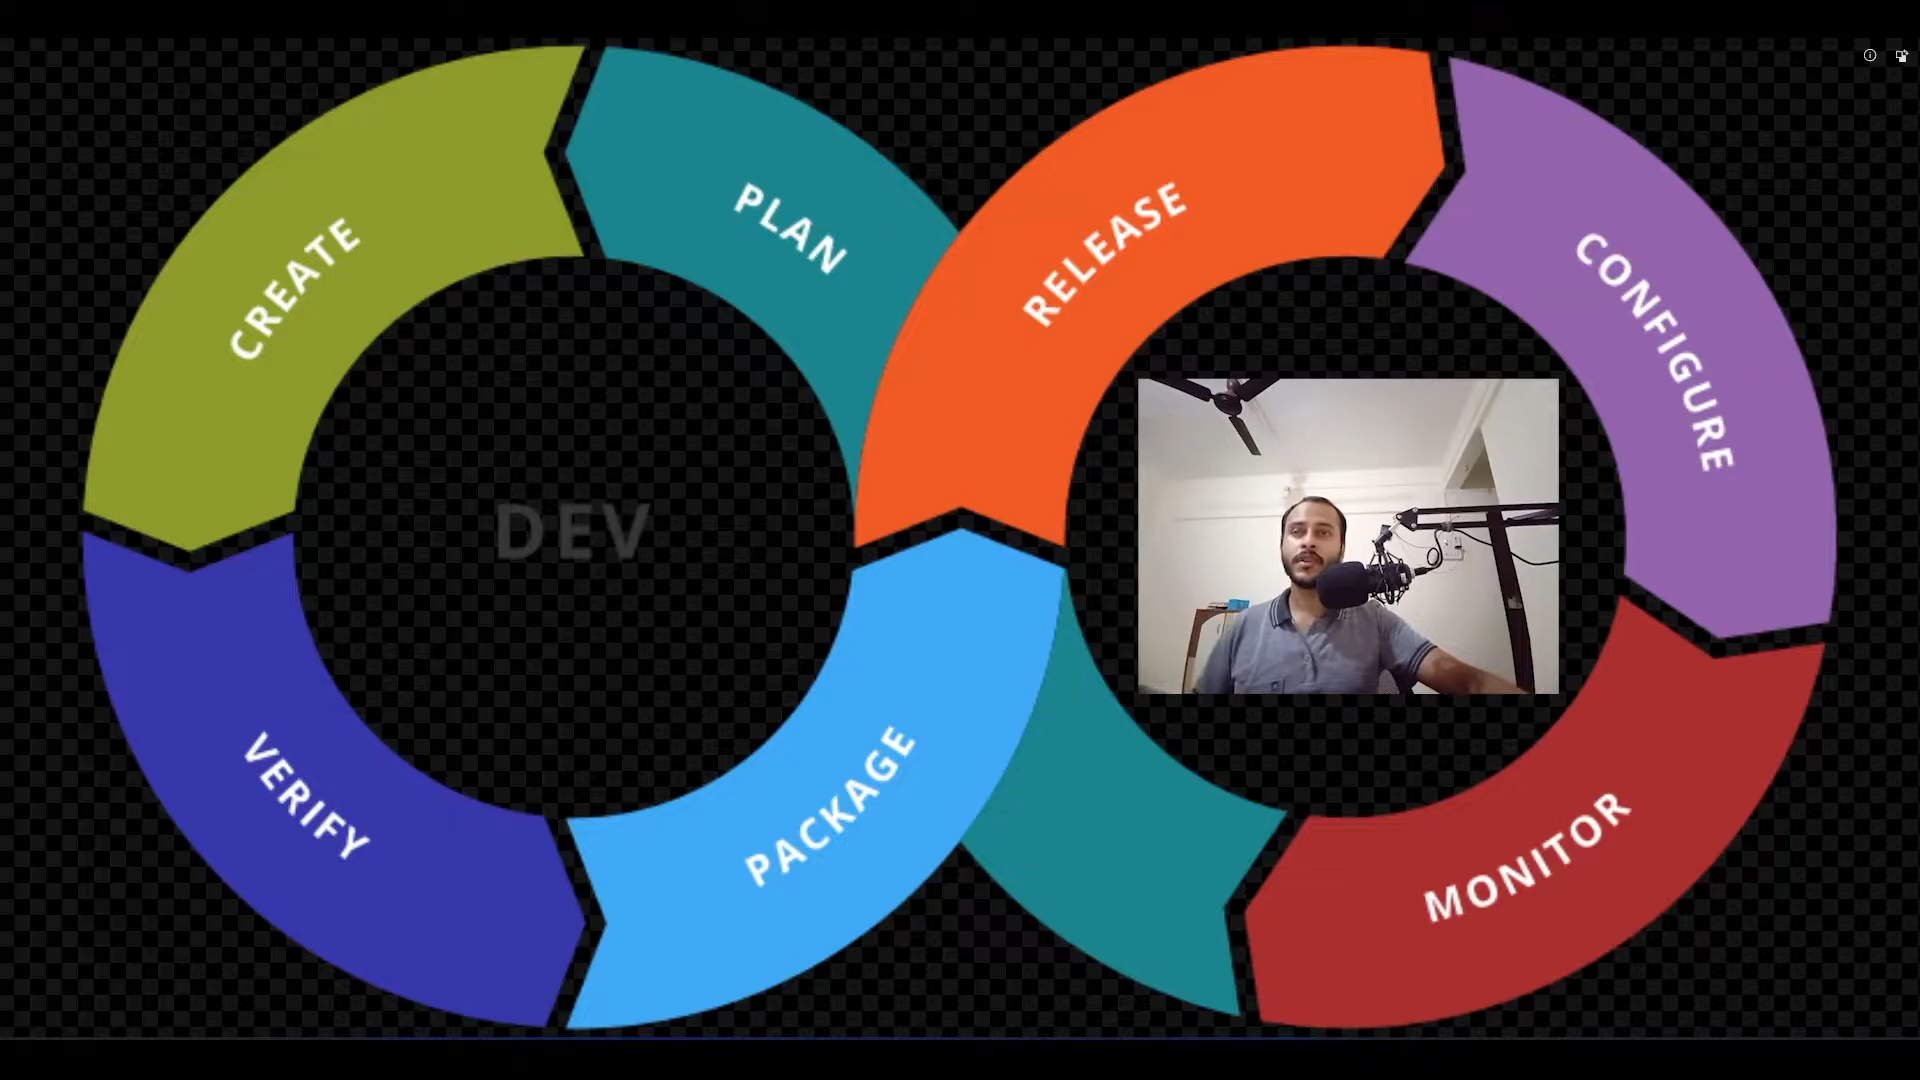 CREATE
PLAN
RELEASE
CONFIGURE
DEV
VERIFY
PACKAGE
MONITOR